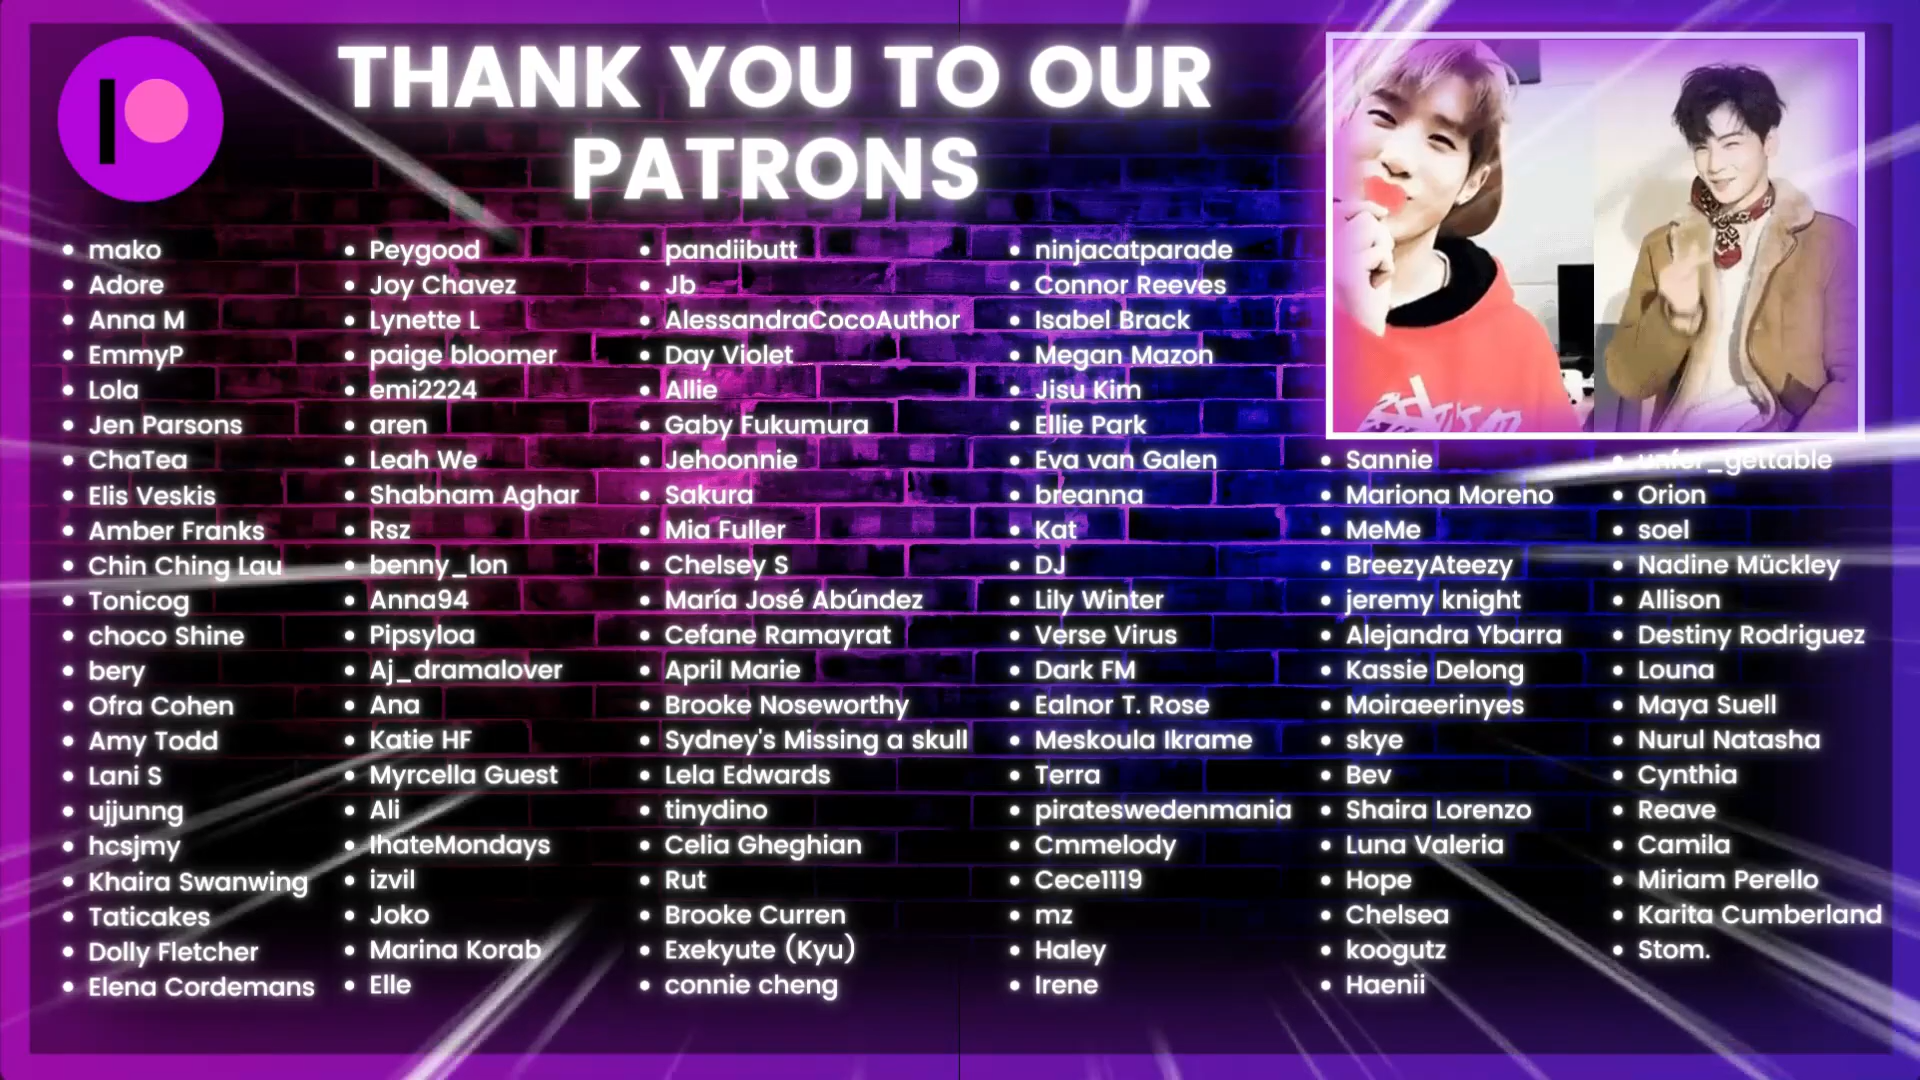 THANK YOU TO OUR
PATRONS
mako
Adore
Anna M
EmmyP
Lola
Jen Parsons
ChaTea
Elis Veskis
Amber Franks
Chin Ching Lau
Tonicog
choco Shine
bery
Ofra Cohen
Amy Todd
Lani S
ujjunng
hcsjmy
Khaira Swanwing
Taticakes
Dolly Fletcher
Elena Cordemans
Peygood
Joy Chavez
Lynette L
paige bloomer
emi2224
aren
Leah We
Shabnam Aghar
Rsz
benny_lon
Anna94
Pipsyloa
Aj_dramalover
Ana
Katie HF
Myrcella Guest
Ali
IhateMondays
izvil
Joko
Marina Korab
Elle
pandiibutt
Jb
AlessandraCocoAuthor
Day Violet
Allie
Gaby Fukumura
Jehoonnie
Sakura
Mia Fuller
Chelsey S
María José Abúndez
Cefane Ramayrat
April Marie
Brooke Noseworthy
Sydney's Missing a skull
Lela Edwards
tinydino
Celia Gheghian
Rut
Brooke Curren
Exekyute (Kyu)
connie cheng
ninjacatparade
Connor Reeves
Isabel Brack
Megan Mazon
Jisu Kim
Ellie Park
Eva van Galen
breanna
Kat
DJ
Lily Winter
Verse Virus
Dark FM
Ealnor T. Rose
Meskoula Ikrame
Terra
pirateswedenmania
Cmmelody
Cece1119
mz
Haley
Irene
Sannie
Mariona Moreno
MeMe
BreezyAteezy
jeremy knight
Alejandra Ybarra
Kassie Delong
Moiraeerinyes
skye
Bev
Shaira Lorenzo
Luna Valeria
Hope
Chelsea
koogutz
Haenii
unfor_gettable
Orion
soel
Nadine Mückley
Allison
Destiny Rodriguez
Louna
Maya Suell
Nurul Natasha
Cynthia
Reave
Camila
Miriam Perello
Karita Cumberland
Stom.